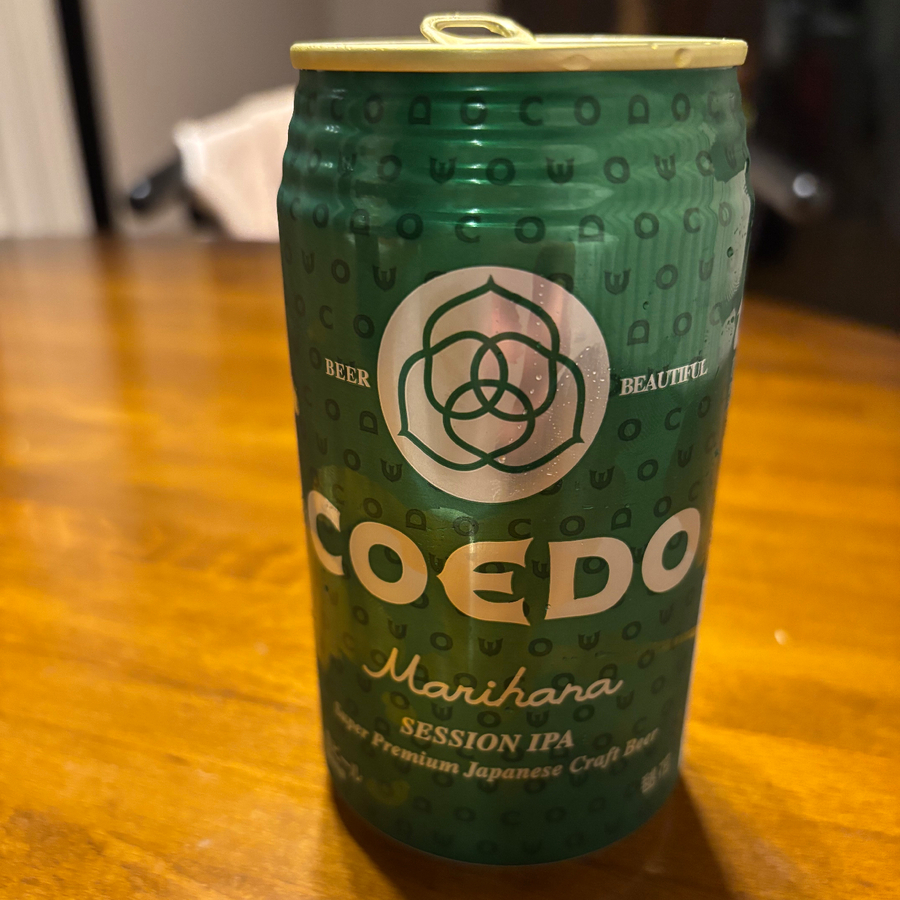 BEER
BEAUTIFUL
COEDO
Marihana
SESSION IPA
Super Premium Japanese Craft Beer